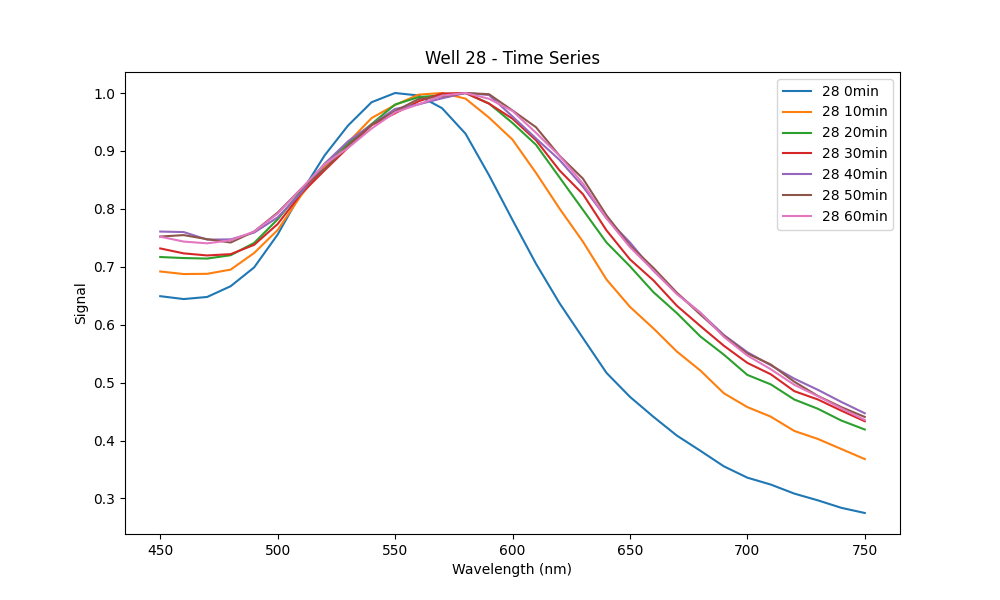 Well 28 - Time Series
Signal
1.0
0.9
0.8
0.7
0.6
0.5
0.4
0.3
450
500
550
600
650
700
750
Wavelength (nm)
28 0min
28 10min
28 20min
28 30min
28 40min
28 50min
28 60min